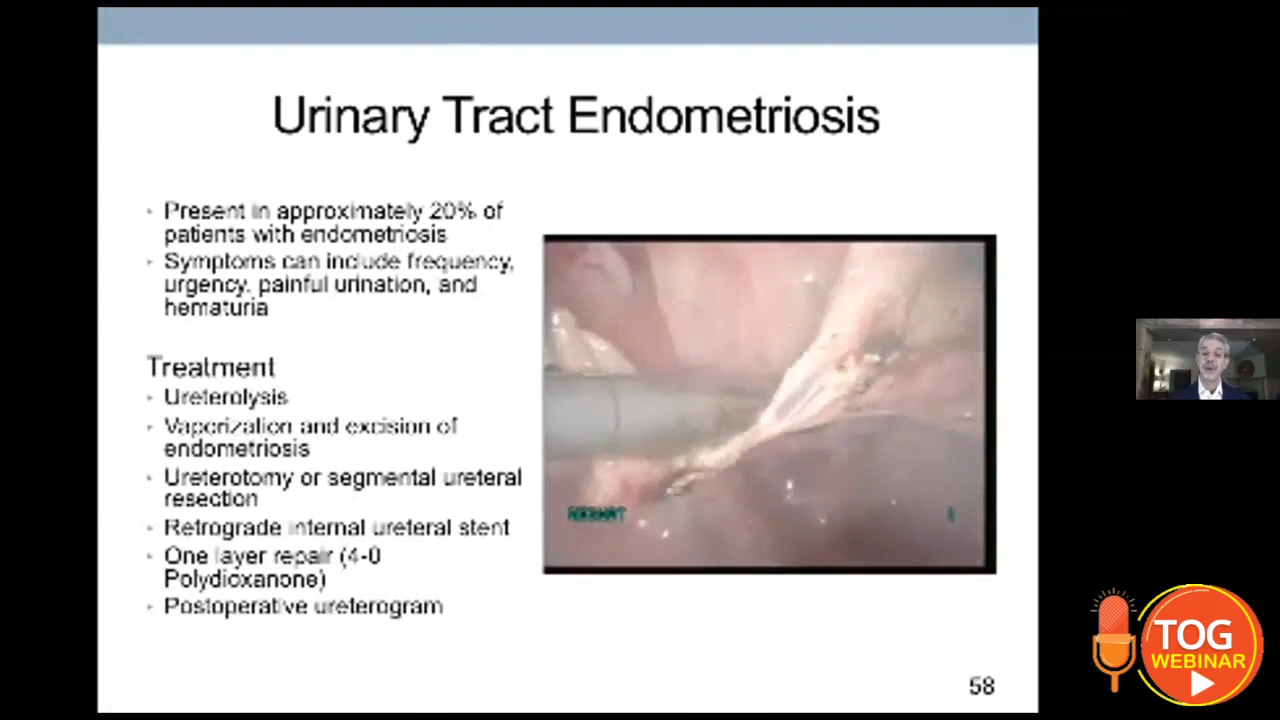 Urinary Tract Endometriosis
• Present in approximately 20% of
patients with endometriosis
• Symptoms can include frequency,
urgency, painful urination, and
hematuria
Treatment
• Ureterolysis
• Vaporization and excision of
endometriosis
• Ureterotomy or segmental ureteral
resection
• Retrograde internal ureteral stent
• One layer repair (4-0
Polydioxanone)
• Postoperative ureterogram
58
TOG
WEBINAR